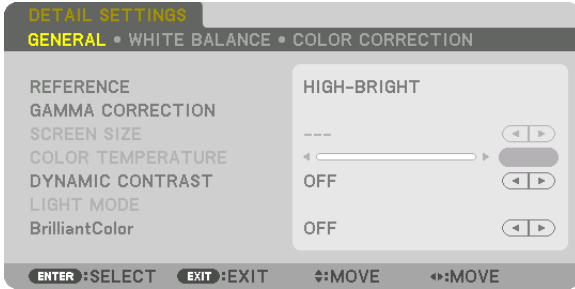 DETAIL SETTINGS
GENERAL • WHITE BALANCE • COLOR CORRECTION
REFERENCE HIGH-BRIGHT
GAMMA CORRECTION
SCREEN SIZE ---
COLOR TEMPERATURE
DYNAMIC CONTRAST OFF
LIGHT MODE
BrilliantColor OFF
ENTER:SELECT EXIT:EXIT :MOVE :MOVE